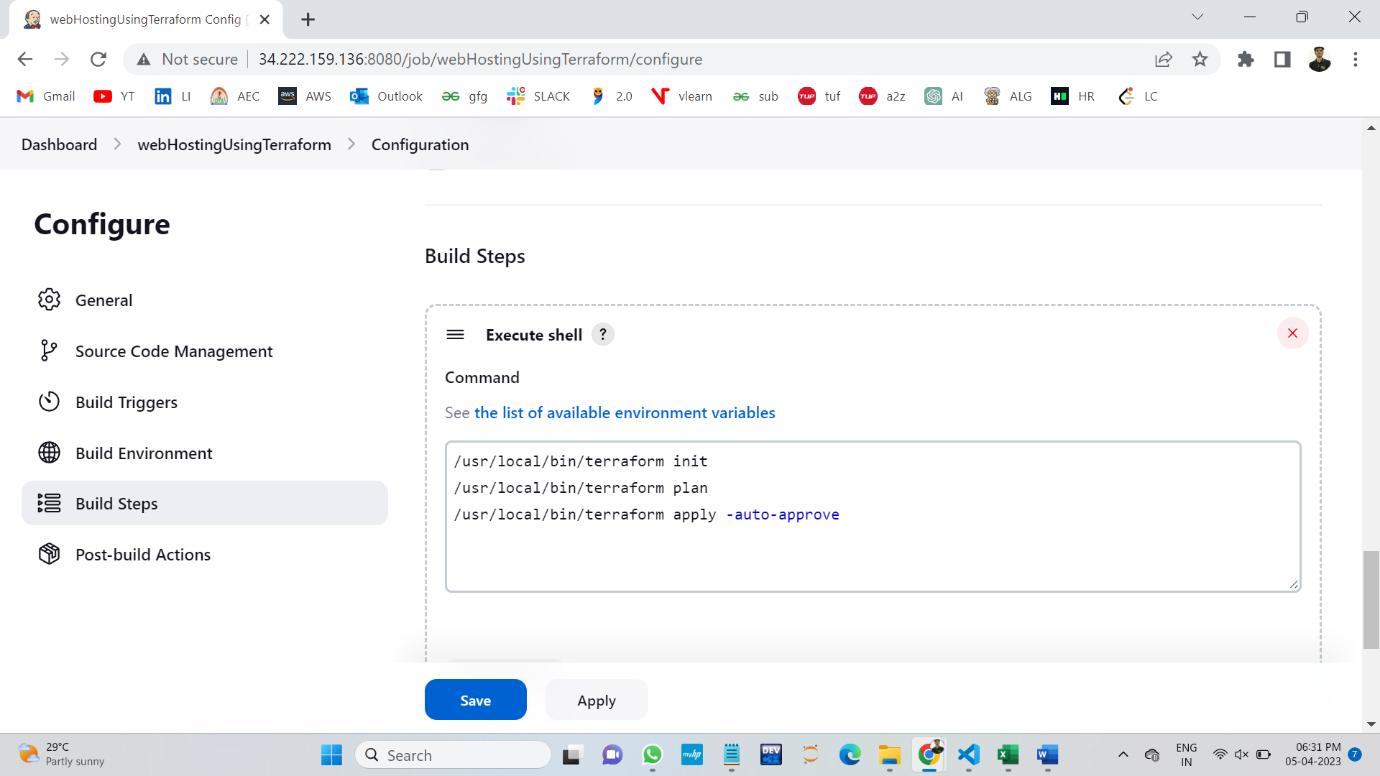 webHostingUsingTerraform Config
Not secure
34.222.159.136:8080/job/webHostingUsingTerraform/configure
Gmail YT LI AEC AWS Outlook gfg SLACK 2.0 vlearn sub tuf a2z AI ALG HR LC
Dashboard webHostingUsingTerraform Configuration
Configure
General
Source Code Management
Build Triggers
Build Environment
Build Steps
Post-build Actions
Build Steps
Execute shell ?
Command
See the list of available environment variables
/usr/local/bin/terraform init
/usr/local/bin/terraform plan
/usr/local/bin/terraform apply -auto-approve
Save Apply
29°C
Partly sunny
Search
ENG
IN
06:31 PM
05-04-2023
7